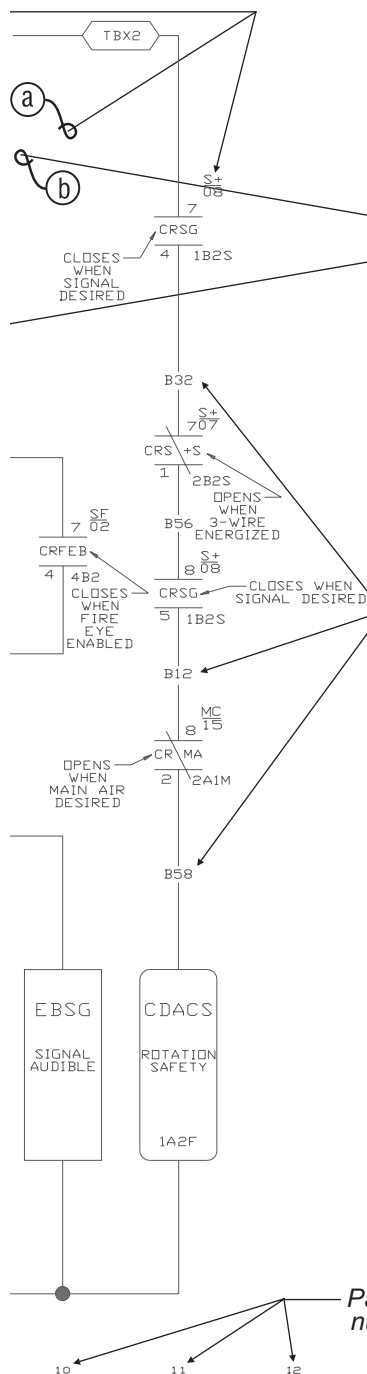 TBX2
a
b
S+
08
7
CRSG
4 1B2S
CLOSES
WHEN
SIGNAL
DESIRED
B32
S+
07
7
CRS +S
1 2B2S
OPENS
WHEN
3-WIRE
ENERGIZED
B56
SF
02
7
CRFEB
4 4B2
CLOSES
WHEN
FIRE
EYE
ENABLED
S+
08
8
CRSG
5 1B2S
CLOSES WHEN
SIGNAL DESIRED
B12
MC
15
8
CR MA
2 2A1M
OPENS
WHEN
MAIN AIR
DESIRED
B58
EBSG
SIGNAL
AUDIBLE
CDACS
ROTATION
SAFETY
1A2F
10 11 12